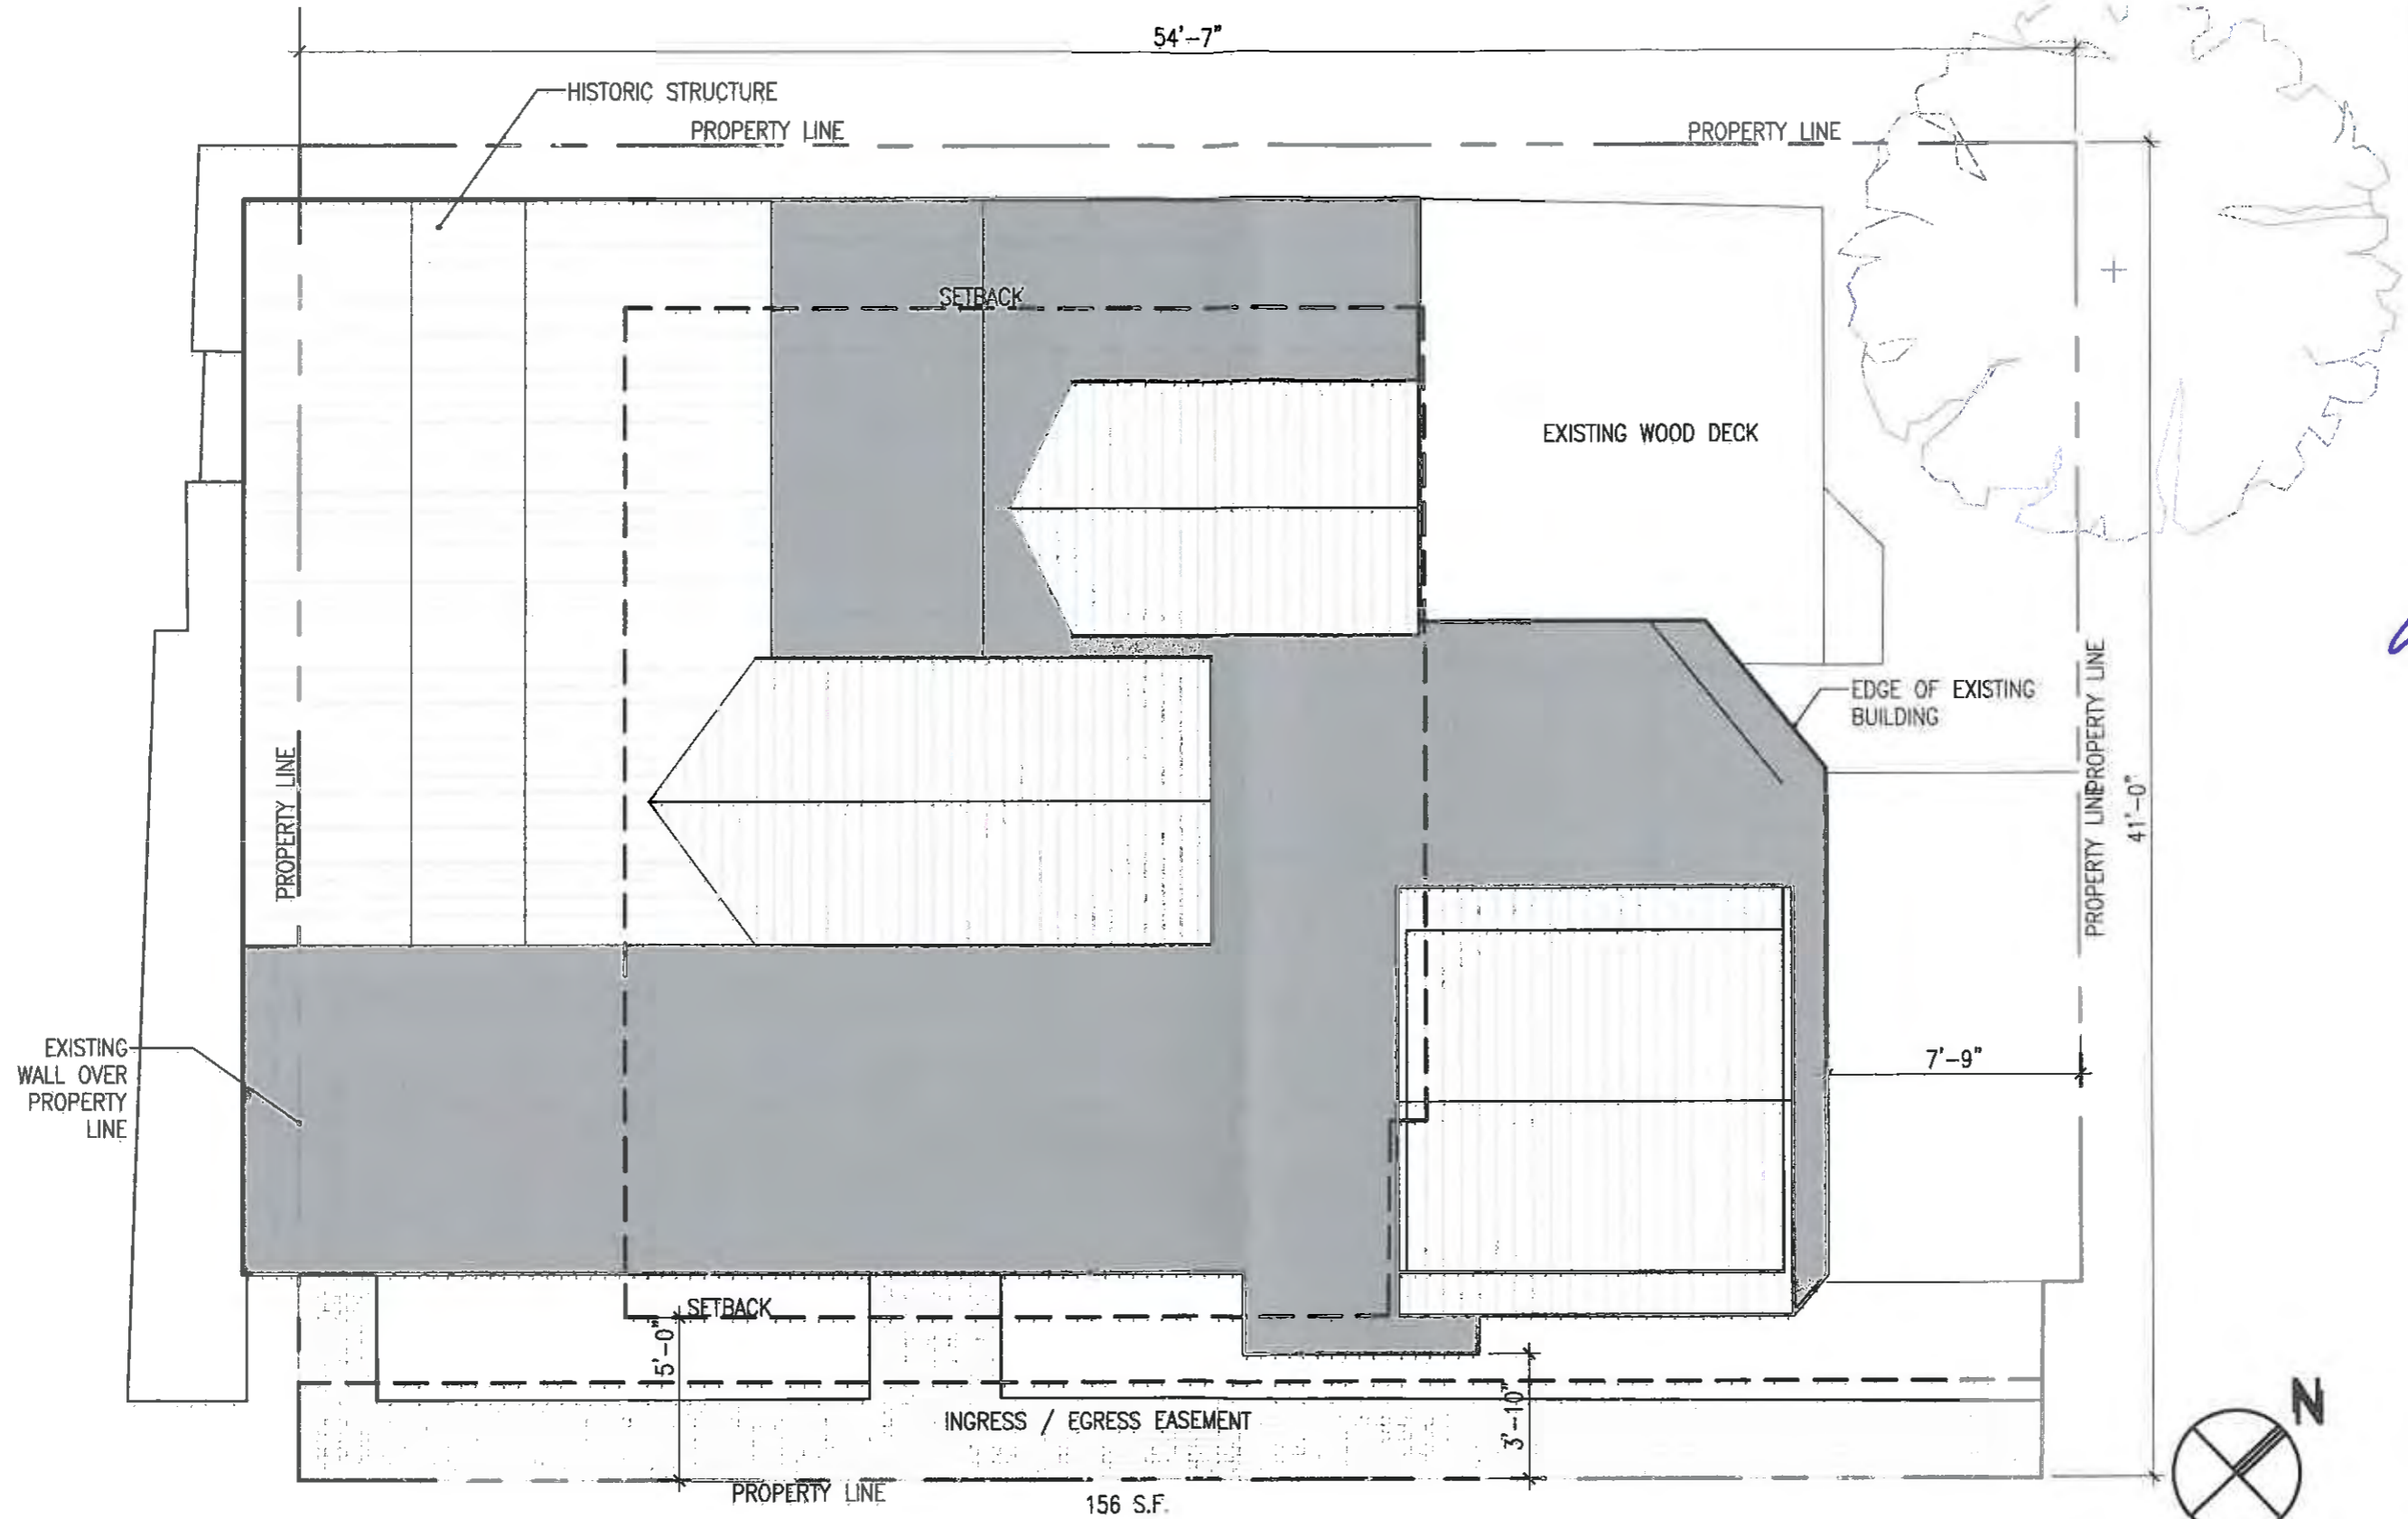 54'-7"
HISTORIC STRUCTURE
PROPERTY LINE
PROPERTY LINE
SETBACK
EXISTING WOOD DECK
EDGE OF EXISTING
BUILDING
PROPERTY LINE
PROPERTY LINE
PROPERTY LINE
41'-0"
7'-9"
EXISTING
WALL OVER
PROPERTY
LINE
SETBACK
5'-0"
INGRESS / EGRESS EASEMENT
3'-10"
PROPERTY LINE
156 S.F.
N